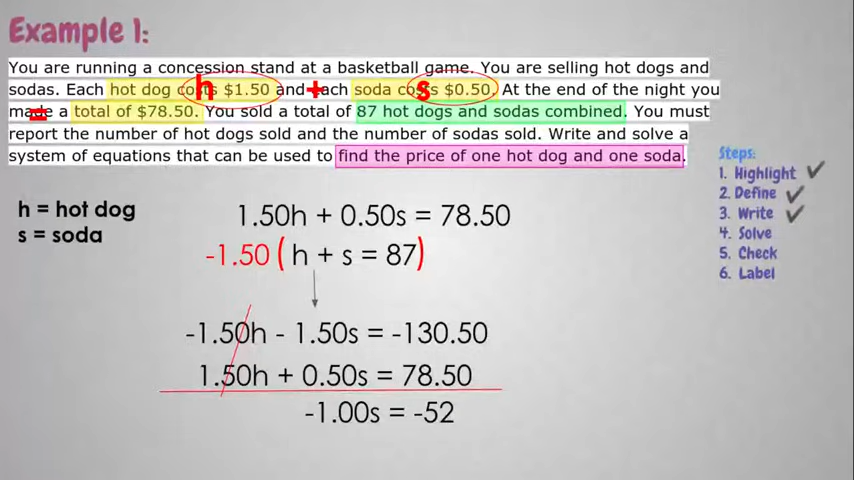 Example 1:
You are running a concession stand at a basketball game. You are selling hot dogs and
sodas. Each hot dog costs $1.50 and each soda costs $0.50. At the end of the night you
made a total of $78.50. You sold a total of 87 hot dogs and sodas combined. You must
report the number of hot dogs sold and the number of sodas sold. Write and solve a
system of equations that can be used to find the price of one hot dog and one soda.
h + s
=
Steps:
1. Highlight ✔
2. Define ✔
3. Write ✔
4. Solve
5. Check
6. Label
h = hot dog
s = soda
1.50h + 0.50s = 78.50
-1.50 ( h + s = 87 )
-1.50h - 1.50s = -130.50
1.50h + 0.50s = 78.50
-1.00s = -52